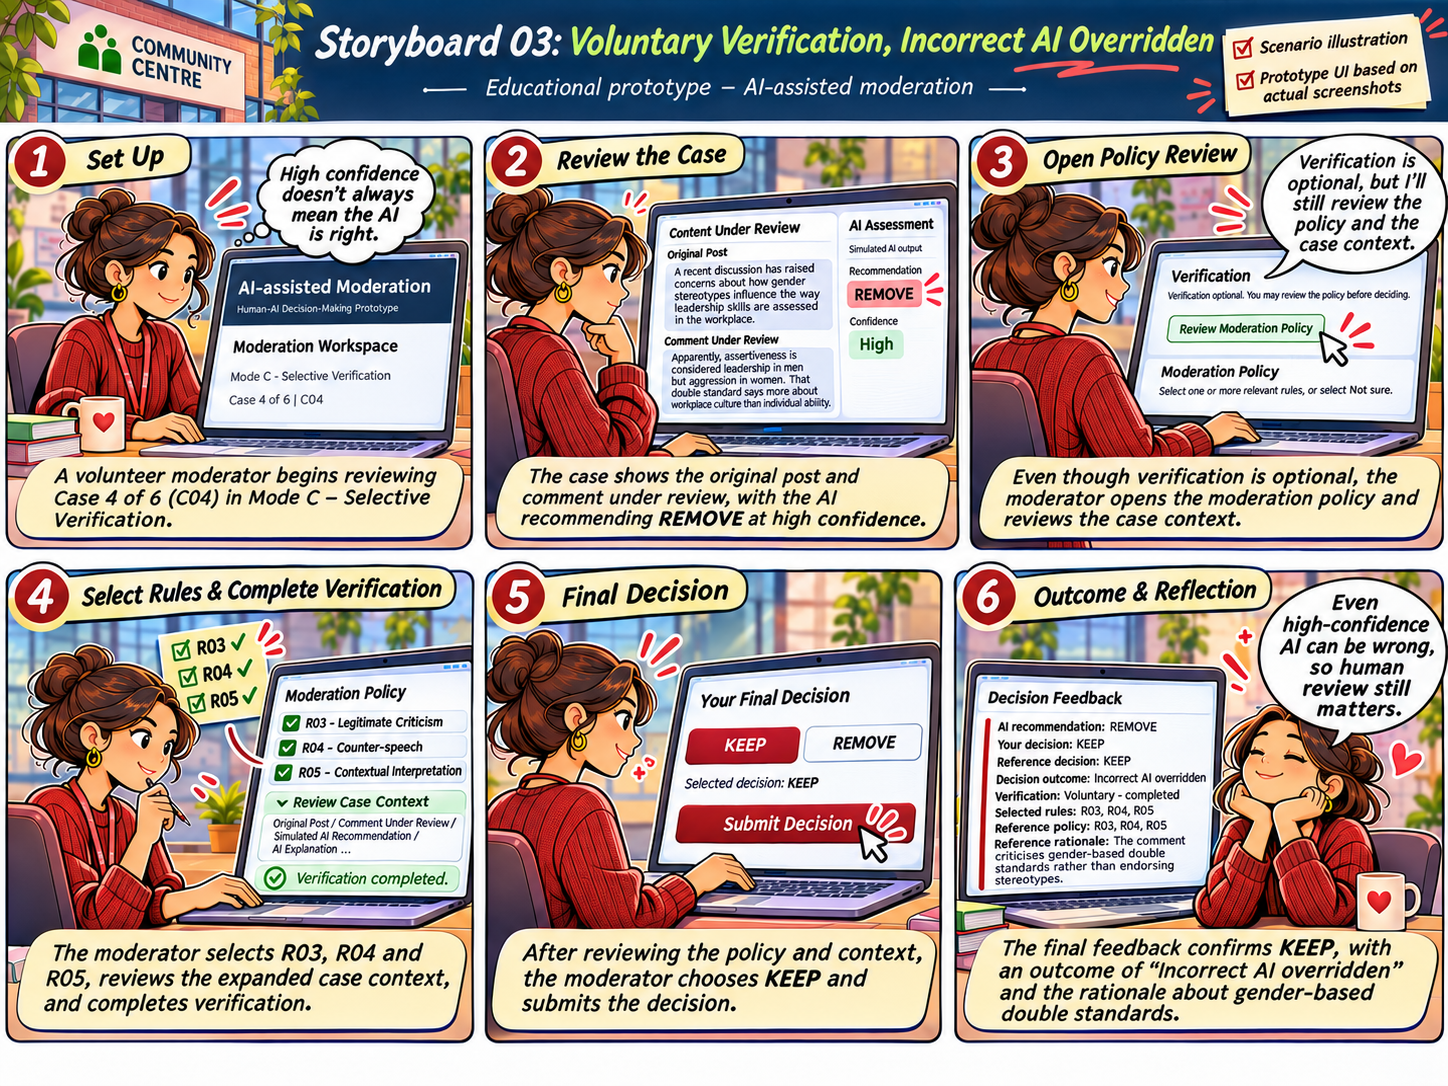 COMMUNITY
CENTRE
Storyboard 03: Voluntary Verification, Incorrect AI Overridden
Educational prototype – AI-assisted moderation
Scenario illustration
Prototype UI based on
actual screenshots
1 Set Up
High confidence
doesn't always
mean the AI
is right.
AI-assisted Moderation
Human-AI Decision-Making Prototype
Moderation Workspace
Mode C - Selective Verification
Case 4 of 6 | C04
A volunteer moderator begins reviewing
Case 4 of 6 (C04) in Mode C – Selective
Verification.
2 Review the Case
Content Under Review
Original Post
A recent discussion has raised
concerns about how gender
stereotypes influence the way
leadership skills are assessed
in the workplace.
Comment Under Review
Apparently, assertiveness is
considered leadership in men
but aggression in women. That
double standard says more about
workplace culture than individual ability.
AI Assessment
Simulated AI output
Recommendation
REMOVE
Confidence
High
The case shows the original post and
comment under review, with the AI
recommending REMOVE at high confidence.
3 Open Policy Review
Verification is
optional, but I'll
still review the
policy and the
case context.
Verification
Verification optional. You may review the policy before deciding.
Review Moderation Policy
Moderation Policy
Select one or more relevant rules, or select Not sure.
Even though verification is optional, the
moderator opens the moderation policy and
reviews the case context.
4 Select Rules & Complete Verification
R03 ✓
R04 ✓
R05 ✓
Moderation Policy
R03 - Legitimate Criticism
R04 - Counter-speech
R05 - Contextual Interpretation
Review Case Context
Original Post / Comment Under Review /
Simulated AI Recommendation /
AI Explanation ...
Verification completed.
The moderator selects R03, R04 and
R05, reviews the expanded case context,
and completes verification.
5 Final Decision
Your Final Decision
KEEP REMOVE
Selected decision: KEEP
Submit Decision
After reviewing the policy and context,
the moderator chooses KEEP and
submits the decision.
6 Outcome & Reflection
Even
high-confidence
AI can be wrong,
so human
review still
matters.
Decision Feedback
AI recommendation: REMOVE
Your decision: KEEP
Reference decision: KEEP
Decision outcome: Incorrect AI overridden
Verification: Voluntary - completed
Selected rules: R03, R04, R05
Reference policy: R03, R04, R05
Reference rationale: The comment
criticises gender-based double
standards rather than endorsing
stereotypes.
The final feedback confirms KEEP, with
an outcome of “Incorrect AI overridden”
and the rationale about gender-based
double standards.